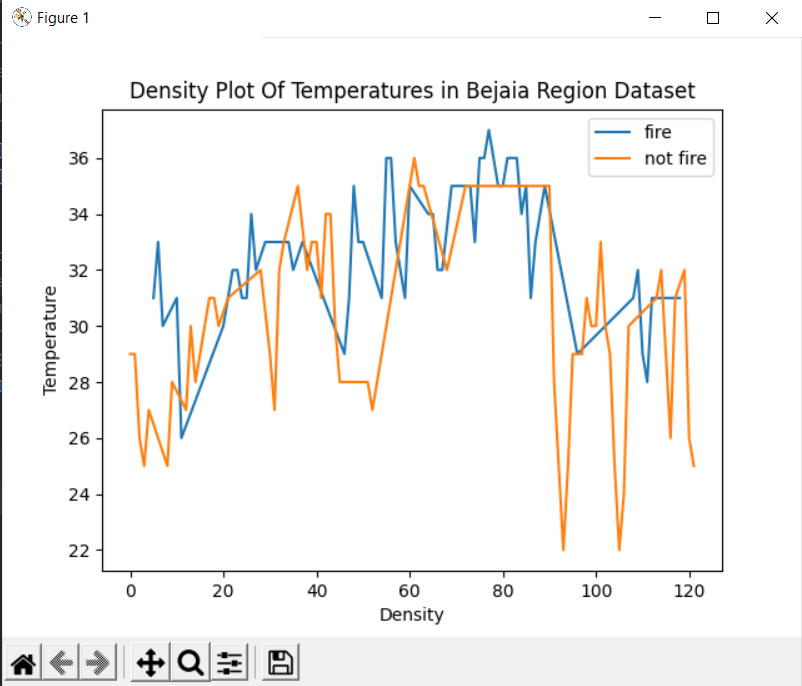 Figure 1
Density Plot Of Temperatures in Bejaia Region Dataset
fire
not fire
36
34
32
30
28
26
24
22
Temperature
0 20 40 60 80 100 120
Density